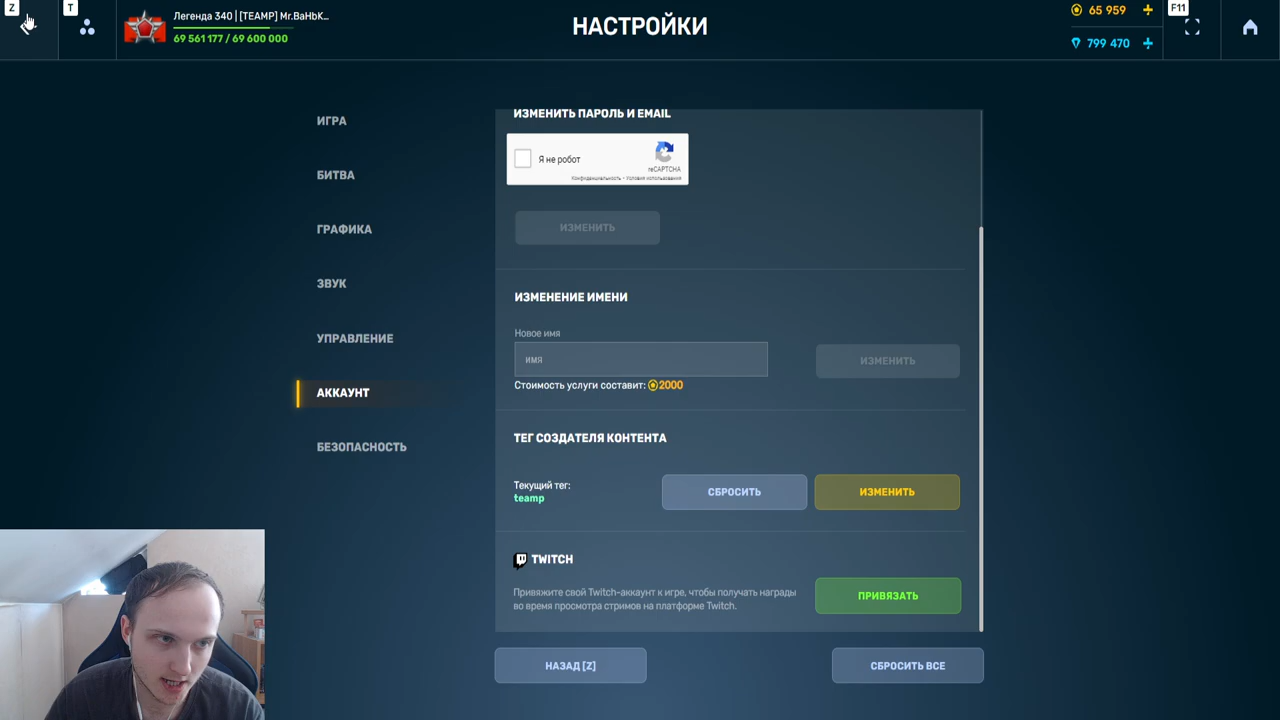 Z
T
Легенда 340 | [TEAMP] Mr.BaHbK...
69 561 177 / 69 600 000
НАСТРОЙКИ
65 959
799 470
F11
ИГРА
БИТВА
ГРАФИКА
ЗВУК
УПРАВЛЕНИЕ
АККАУНТ
БЕЗОПАСНОСТЬ
ИЗМЕНИТЬ ПАРОЛЬ И EMAIL
Я не робот
reCAPTCHA
Конфиденциальность - Условия использования
ИЗМЕНИТЬ
ИЗМЕНЕНИЕ ИМЕНИ
Новое имя
имя
ИЗМЕНИТЬ
Стоимость услуги составит: 2000
ТЕГ СОЗДАТЕЛЯ КОНТЕНТА
Текущий тег:
teamp
СБРОСИТЬ
ИЗМЕНИТЬ
TWITCH
Привяжите свой Twitch-аккаунт к игре, чтобы получать награды
во время просмотра стримов на платформе Twitch.
ПРИВЯЗАТЬ
НАЗАД [Z]
СБРОСИТЬ ВСЕ